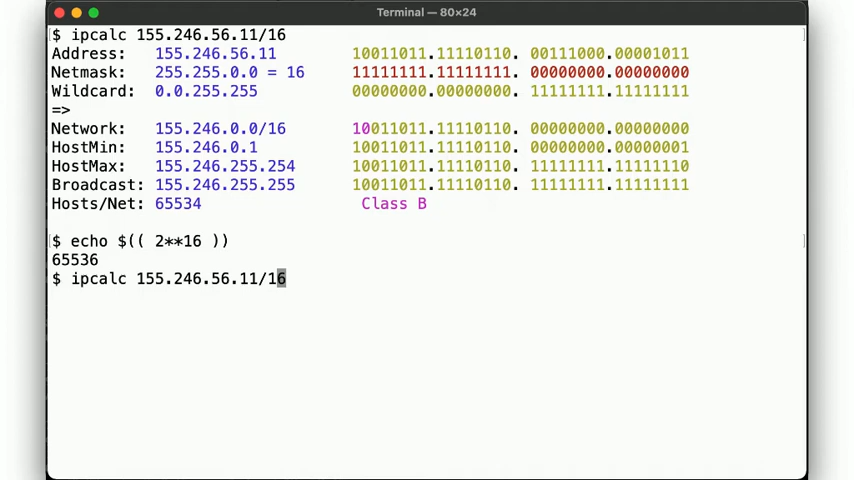 Terminal — 80×24
$ ipcalc 155.246.56.11/16
Address:   155.246.56.11        10011011.11110110. 00111000.00001011
Netmask:   255.255.0.0 = 16     11111111.11111111. 00000000.00000000
Wildcard:  0.0.255.255          00000000.00000000. 11111111.11111111
=>
Network:   155.246.0.0/16       10011011.11110110. 00000000.00000000
HostMin:   155.246.0.1          10011011.11110110. 00000000.00000001
HostMax:   155.246.255.254      10011011.11110110. 11111111.11111110
Broadcast: 155.246.255.255      10011011.11110110. 11111111.11111111
Hosts/Net: 65534                 Class B
$ echo $(( 2**16 ))
65536
$ ipcalc 155.246.56.11/16